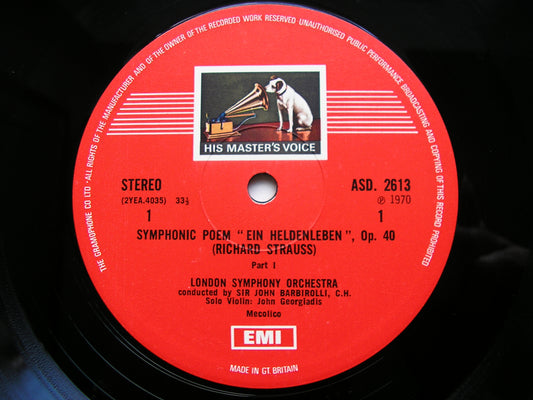 THE GRAMOPHONE CO LTD · ALL RIGHTS OF THE MANUFACTURER AND OF THE OWNER OF THE RECORDED WORK RESERVED UNAUTHORISED PUBLIC PERFORMANCE BROADCASTING AND COPYING OF THIS RECORD PROHIBITED
HIS MASTER'S VOICE
STEREO ASD. 2613
(2YEA.4035) 33⅓ ℗ 1970
1 1
SYMPHONIC POEM "EIN HELDENLEBEN", Op. 40
(RICHARD STRAUSS)
Part I
LONDON SYMPHONY ORCHESTRA
conducted by SIR JOHN BARBIROLLI, C.H.
Solo Violin: John Georgiadis
Mecolico
EMI
MADE IN GT. BRITAIN